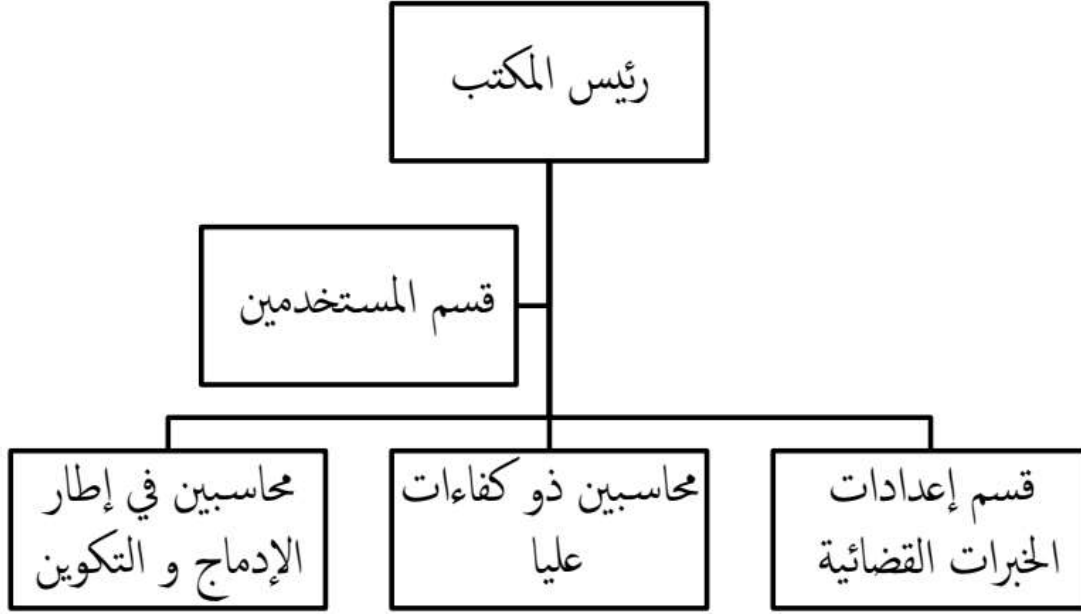 رئيس المكتب
قسم المستخدمين
قسم إعدادات
الخبرات القضائية
محاسبين ذو كفاءات
عليا
محاسبين في إطار
الإدماج و التكوين